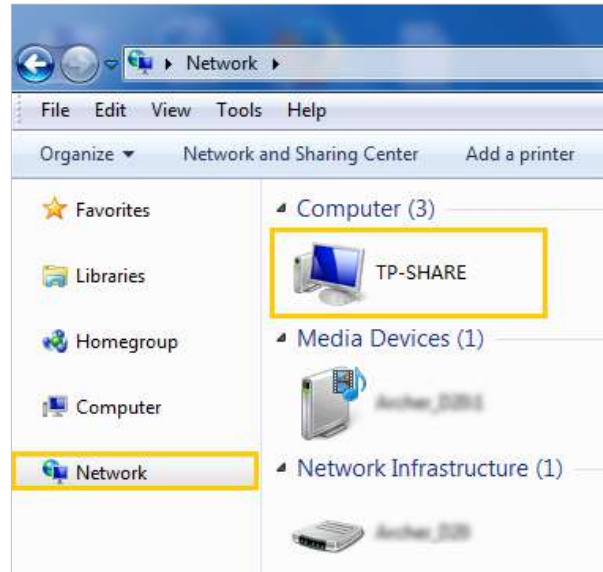 Network
File Edit View Tools Help
Organize Network and Sharing Center Add a printer
Favorites
Libraries
Homegroup
Computer
Network
Computer (3)
TP-SHARE
Media Devices (1)
Network Infrastructure (1)